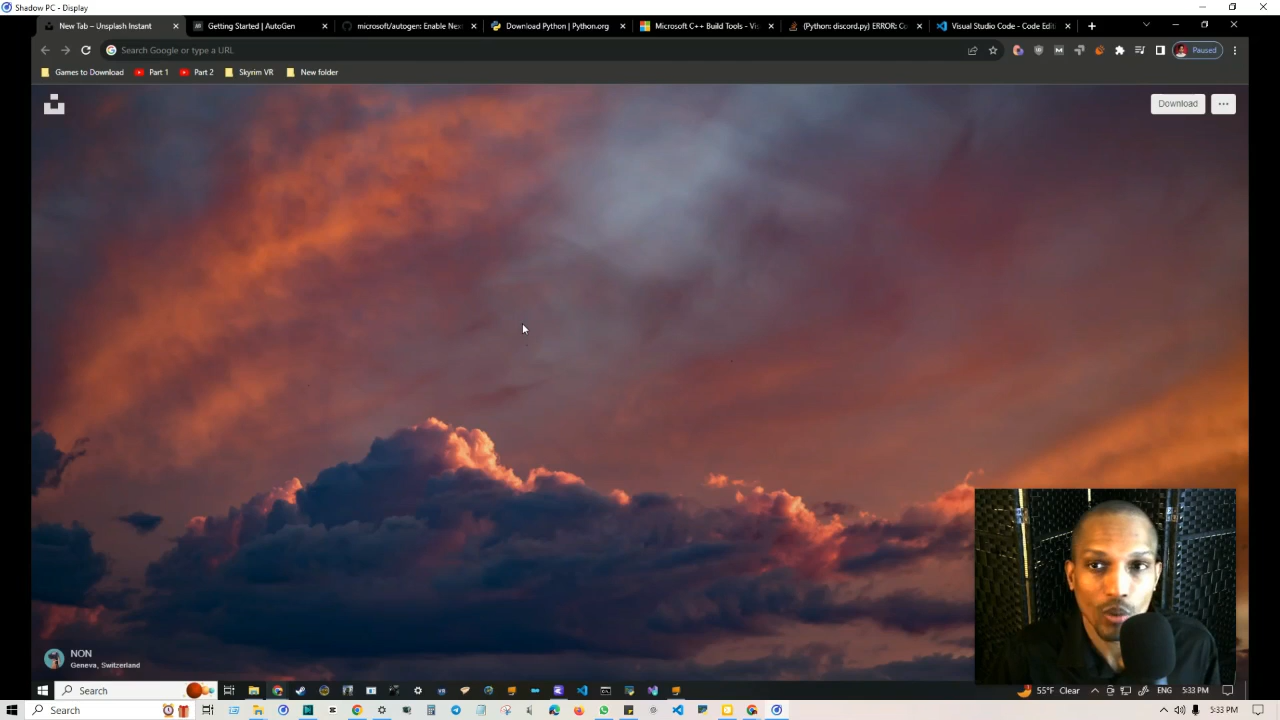 Shadow PC - Display
New Tab – Unsplash Instant
Getting Started | AutoGen
microsoft/autogen: Enable Nex
Download Python | Python.org
Microsoft C++ Build Tools - Vis
(Python: discord.py) ERROR: Co
Visual Studio Code - Code Edit
Search Google or type a URL
Paused
Games to Download
Part 1
Part 2
Skyrim VR
New folder
Download
NON
Geneva, Switzerland
Search
55°F Clear
ENG
5:33 PM
Search
5:33 PM